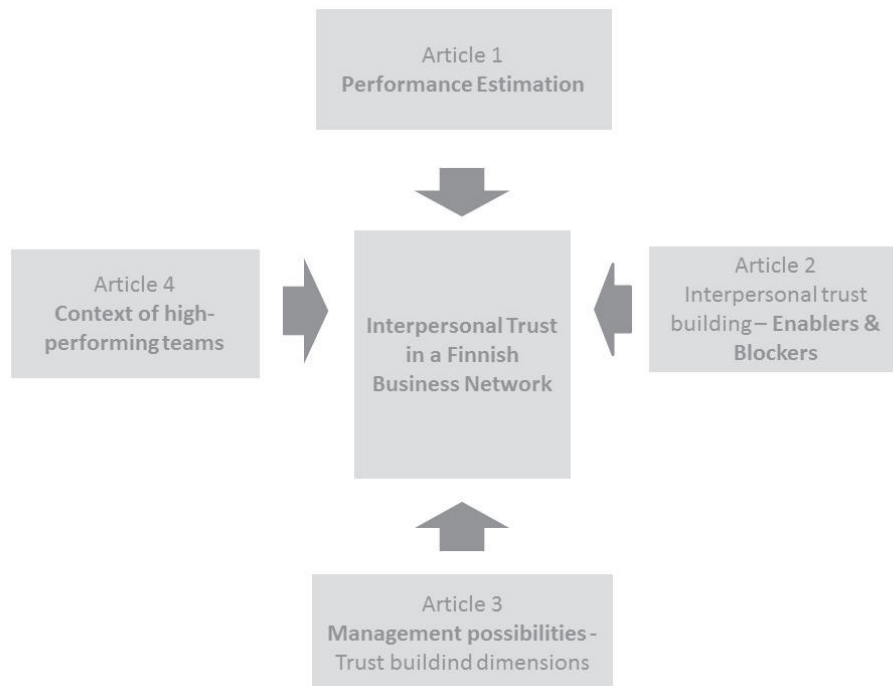 Article 1
Performance Estimation
Article 4
Context of high-
performing teams
Interpersonal Trust
in a Finnish
Business Network
Article 2
Interpersonal trust
building – Enablers &
Blockers
Article 3
Management possibilities -
Trust buildind dimensions